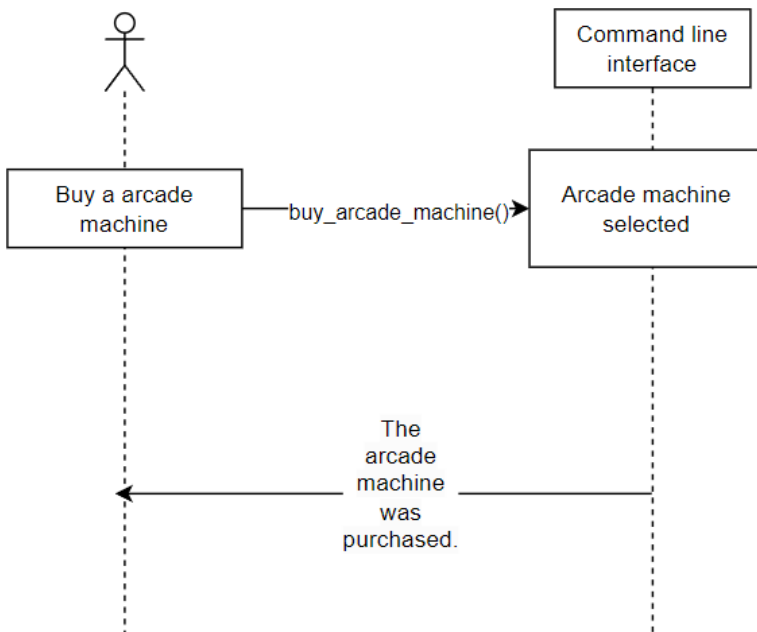 Command line
interface
Buy a arcade
machine
buy_arcade_machine()
Arcade machine
selected
The
arcade
machine
was
purchased.